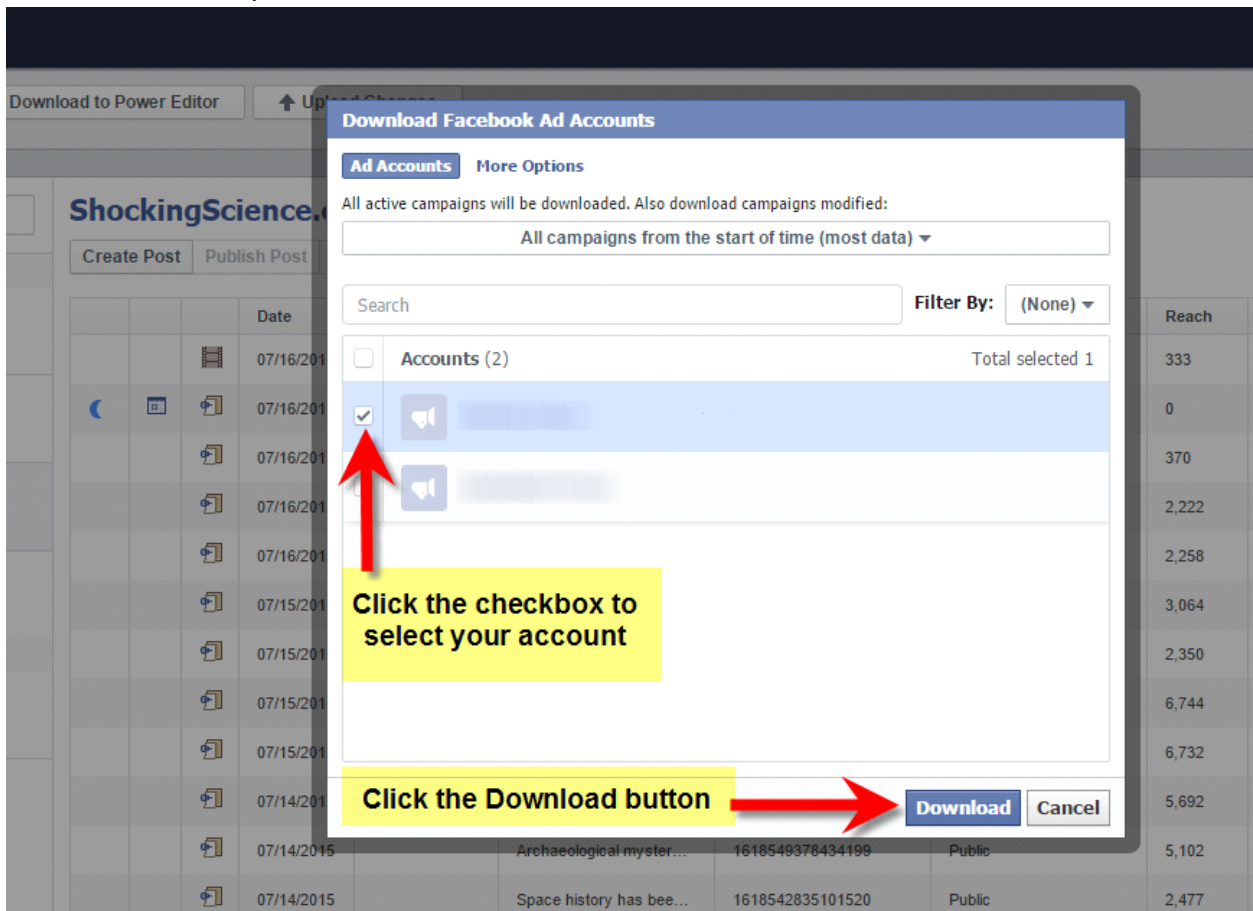 Download to Power Editor
Download Facebook Ad Accounts
Ad Accounts More Options
All active campaigns will be downloaded. Also download campaigns modified:
All campaigns from the start of time (most data)
Search Filter By: (None)
Accounts (2) Total selected 1
Click the checkbox to
select your account
Click the Download button
Download Cancel
ShockingScience.
Create Post Publish Post
Date Reach
07/16/201 333
07/16/201 0
07/16/201 370
07/16/201 2,222
07/16/201 2,258
07/15/201 3,064
07/15/201 2,350
07/15/201 6,744
07/15/201 6,732
07/14/201 5,692
07/14/2015 Archaeological myster... 1618549378434199 Public 5,102
07/14/2015 Space history has bee... 1618542835101520 Public 2,477